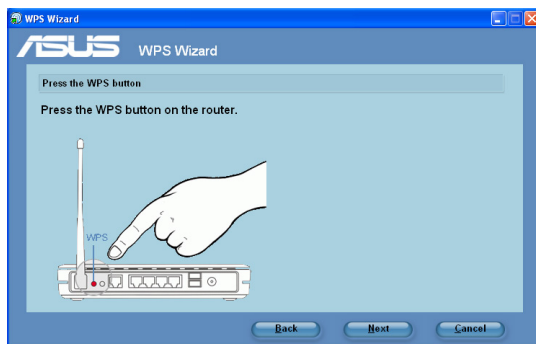 WPS Wizard
ASUS WPS Wizard
Press the WPS button
Press the WPS button on the router.
WPS
Back Next Cancel